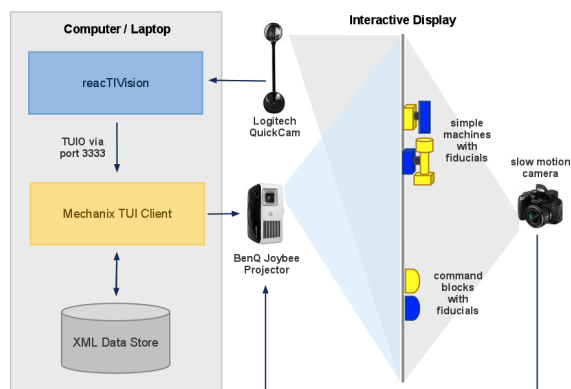 Computer / Laptop
Interactive Display
reacTIVision
TUIO via
port 3333
Mechanix TUI Client
XML Data Store
Logitech
QuickCam
BenQ Joybee
Projector
simple
machines
with
fiducials
slow motion
camera
command
blocks
with
fiducials